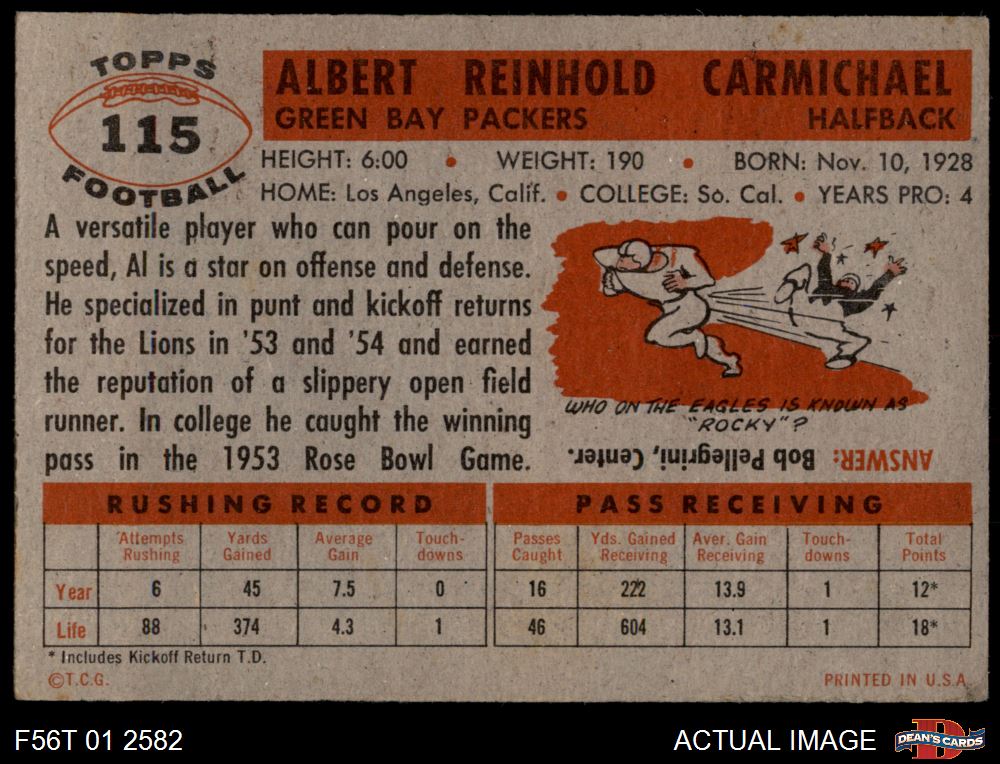 TOPPS
115
FOOTBALL
ALBERT REINHOLD CARMICHAEL
GREEN BAY PACKERS HALFBACK
HEIGHT: 6:00 • WEIGHT: 190 • BORN: Nov. 10, 1928
HOME: Los Angeles, Calif. • COLLEGE: So. Cal. • YEARS PRO: 4
A versatile player who can pour on the
speed, Al is a star on offense and defense.
He specialized in punt and kickoff returns
for the Lions in '53 and '54 and earned
the reputation of a slippery open field
runner. In college he caught the winning
pass in the 1953 Rose Bowl Game.
WHO ON THE EAGLES IS KNOWN AS
"ROCKY"?
ANSWER: Bob Pellegrini, Center.
RUSHING RECORD
Attempts Rushing Yards Gained Average Gain Touch-downs
Year 6 45 7.5 0
Life 88 374 4.3 1
PASS RECEIVING
Passes Caught Yds. Gained Receiving Aver. Gain Receiving Touch-downs Total Points
16 222 13.9 1 12*
46 604 13.1 1 18*
* Includes Kickoff Return T.D.
©T.C.G. PRINTED IN U.S.A.
F56T 01 2582 ACTUAL IMAGE DEAN'S CARDS